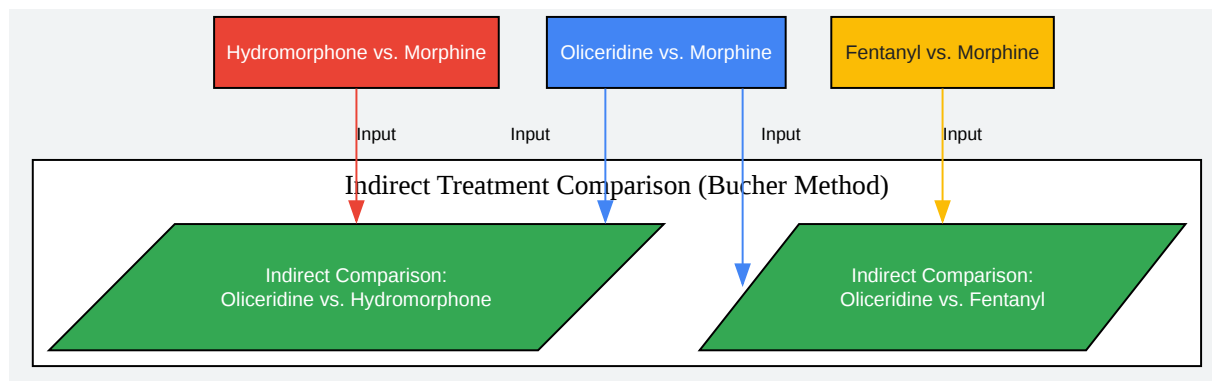 Hydromorphone vs. Morphine
Oliceridine vs. Morphine
Fentanyl vs. Morphine
Input
Input
Input
Input
Indirect Treatment Comparison (Bucher Method)
Indirect Comparison:
Oliceridine vs. Hydromorphone
Indirect Comparison:
Oliceridine vs. Fentanyl